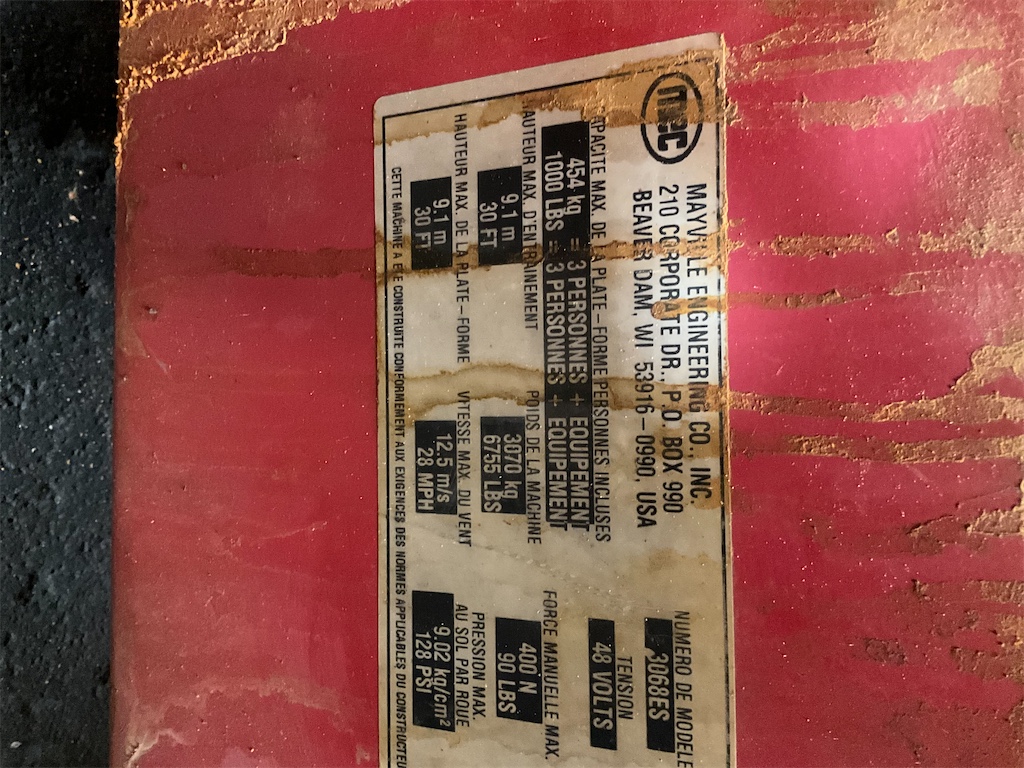 MEC
MAYVILLE ENGINEERING CO., INC.
210 CORPORATE DR., P.O. BOX 990
BEAVER DAM, WI 53916-0990, USA
NUMERO DE MODELE
3068ES
CAPACITE MAX. DE LA PLATE-FORME PERSONNES INCLUSES
454 kg = 3 PERSONNES + EQUIPEMENT
1000 LBS = 3 PERSONNES + EQUIPEMENT
TENSION
48 VOLTS
HAUTEUR MAX. D'ENTRAINEMENT
9.1 m
30 FT
POIDS DE LA MACHINE
3070 kg
6755 LBS
FORCE MANUELLE MAX.
400 N
90 LBS
HAUTEUR MAX. DE LA PLATE-FORME
9.1 m
30 FT
VITESSE MAX. DU VENT
12.5 m/s
28 MPH
PRESSION MAX.
AU SOL PAR ROUE
9.02 kg/cm²
128 PSI
CETTE MACHINE A ETE CONSTRUITE CONFORMEMENT AUX EXIGENCES DES NORMES APPLICABLES DU CONSTRUCTEUR